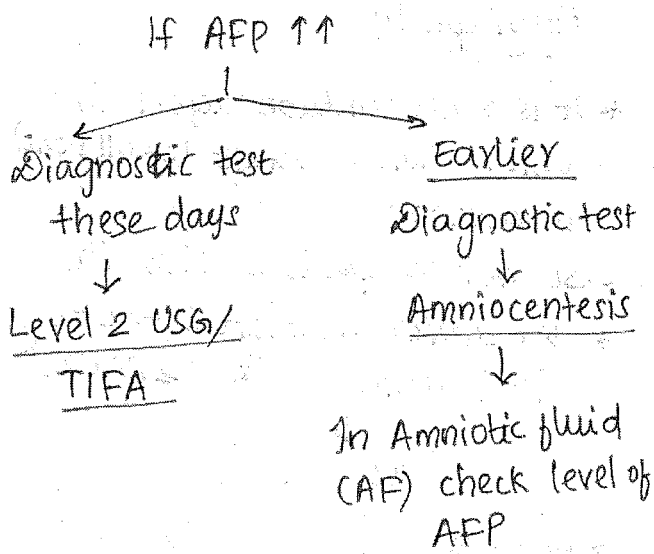 If AFP ↑↑
Diagnostic test
these days
↓
Level 2 USG/
TIFA
Earlier
Diagnostic test
↓
Amniocentesis
↓
In Amniotic fluid
(AF) check level of
AFP